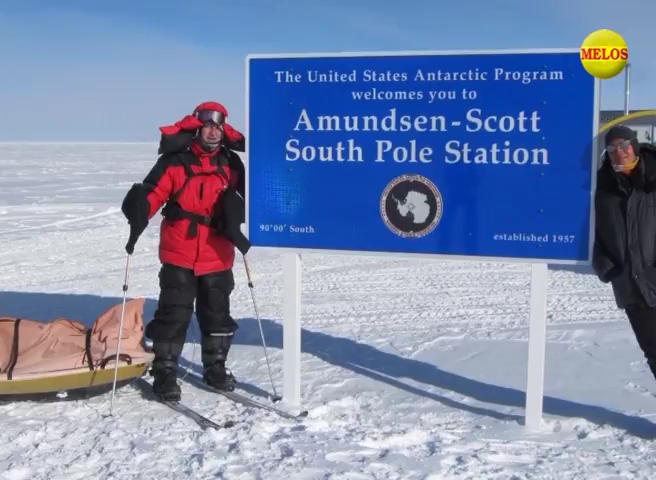 MELOS
The United States Antarctic Program
welcomes you to
Amundsen-Scott
South Pole Station
90°00' South
established 1957